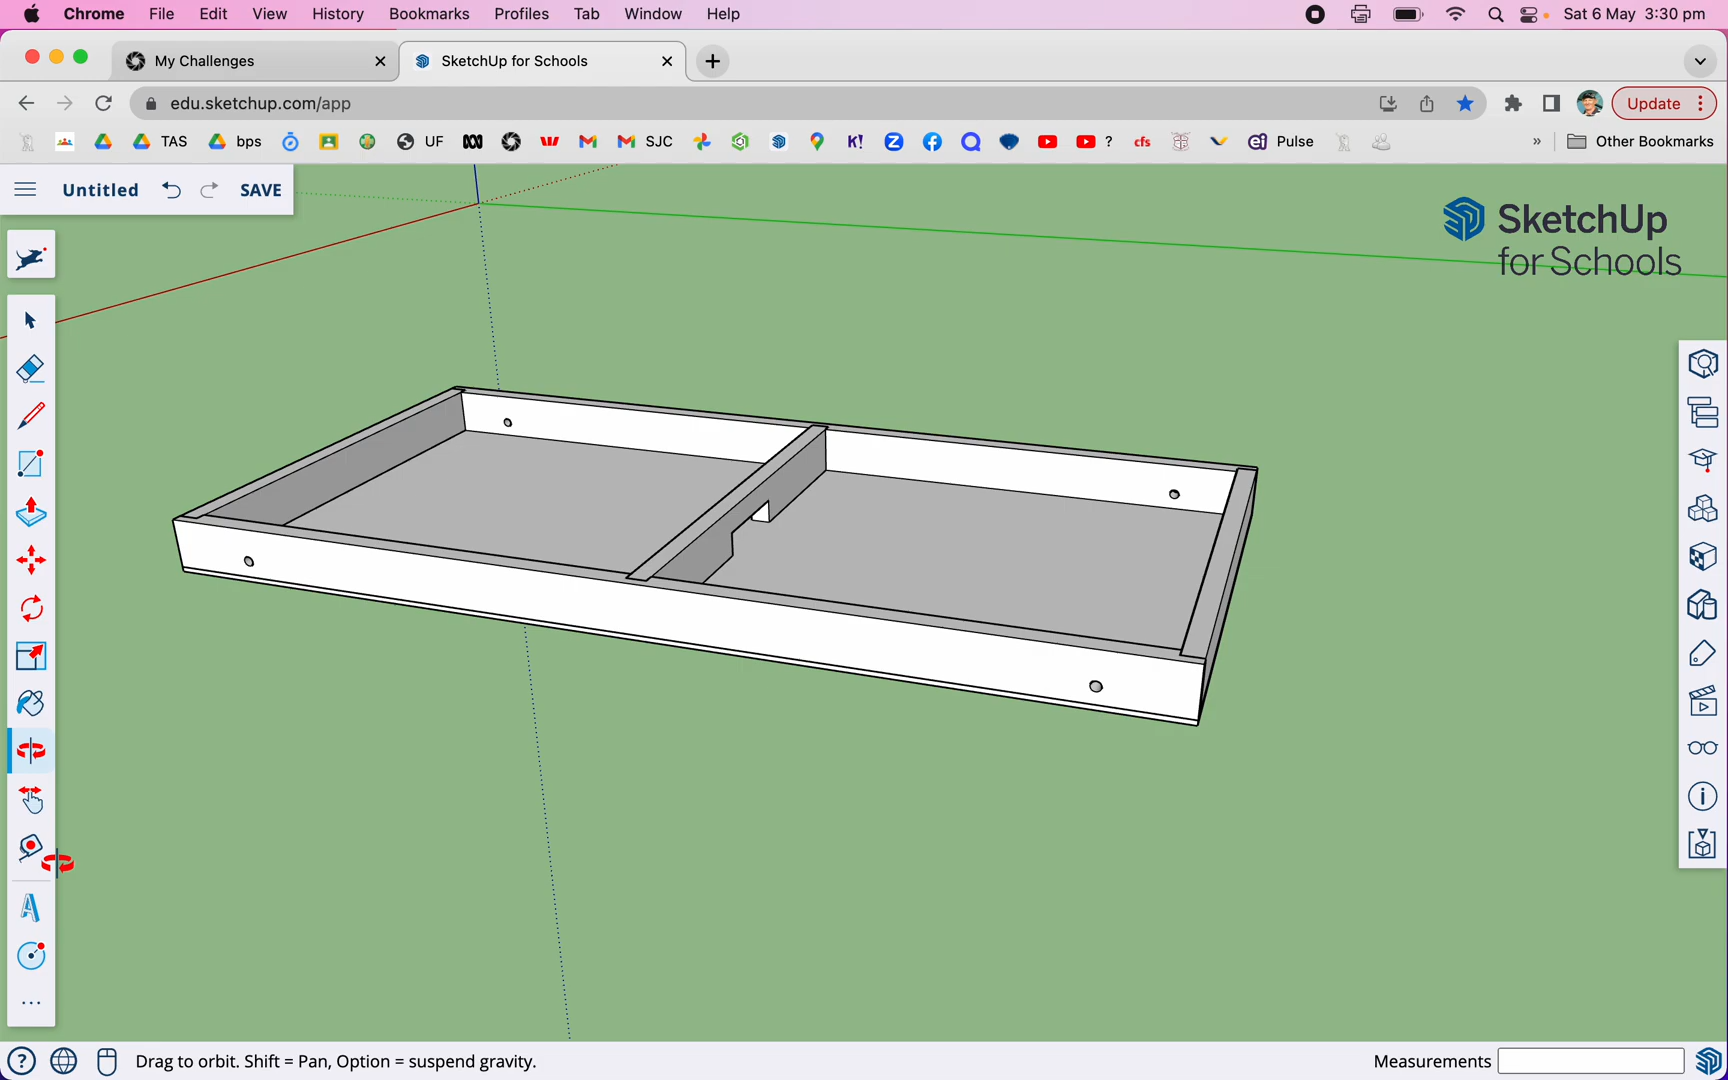 Chrome File Edit View History Bookmarks Profiles Tab Window Help Sat 6 May 3:30 pm
My Challenges SketchUp for Schools
edu.sketchup.com/app Update
TAS bps UF SJC K! ? cfs ei Pulse » Other Bookmarks
Untitled SAVE
SketchUp
for Schools
Drag to orbit. Shift = Pan, Option = suspend gravity. Measurements